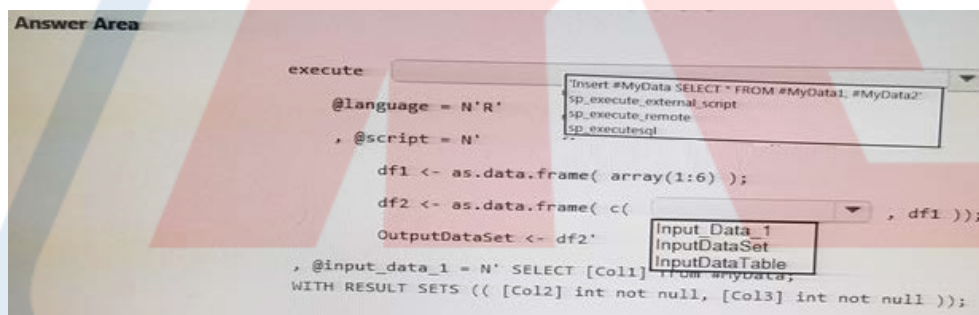 Answer Area
execute
'Insert #MyData SELECT * FROM #MyData1, #MyData2'
sp_execute_external_script
sp_execute_remote
sp_executesql
@language = N'R'
, @script = N'
df1 <- as.data.frame( array(1:6) );
df2 <- as.data.frame( c( , df1 ));
Input_Data_1
InputDataSet
InputDataTable
OutputDataSet <- df2'
, @input_data_1 = N' SELECT [Col1] from #MyData;
WITH RESULT SETS (( [Col2] int not null, [Col3] int not null ));